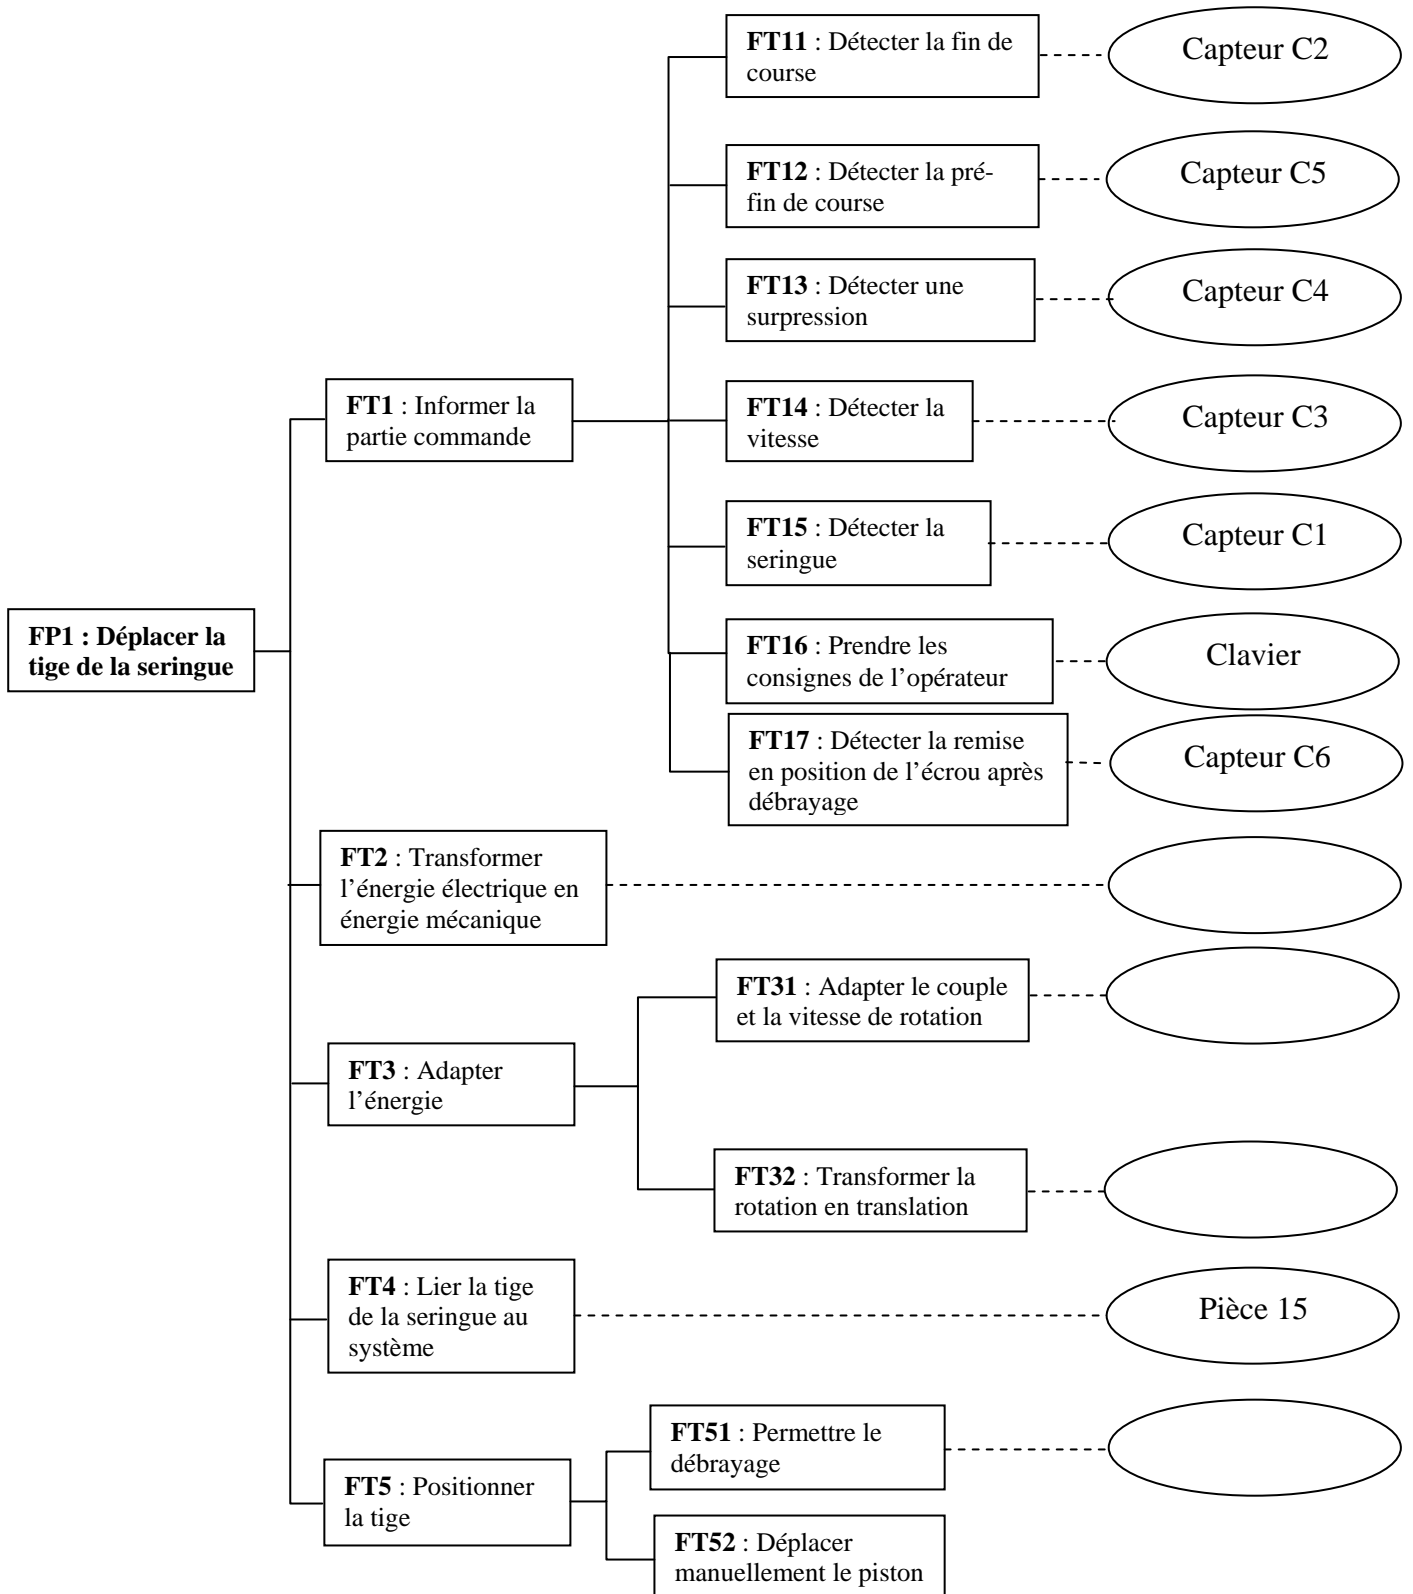 FT11 : Détecter la fin de
course
Capteur C2
FT12 : Détecter la pré-
fin de course
Capteur C5
FT13 : Détecter une
surpression
Capteur C4
FT1 : Informer la
partie commande
FT14 : Détecter la
vitesse
Capteur C3
FT15 : Détecter la
seringue
Capteur C1
FP1 : Déplacer la
tige de la seringue
FT16 : Prendre les
consignes de l’opérateur
Clavier
FT17 : Détecter la remise
en position de l’écrou après
débrayage
Capteur C6
FT2 : Transformer
l’énergie électrique en
énergie mécanique
FT31 : Adapter le couple
et la vitesse de rotation
FT3 : Adapter
l’énergie
FT32 : Transformer la
rotation en translation
FT4 : Lier la tige
de la seringue au
système
Pièce 15
FT51 : Permettre le
débrayage
FT5 : Positionner
la tige
FT52 : Déplacer
manuellement le piston